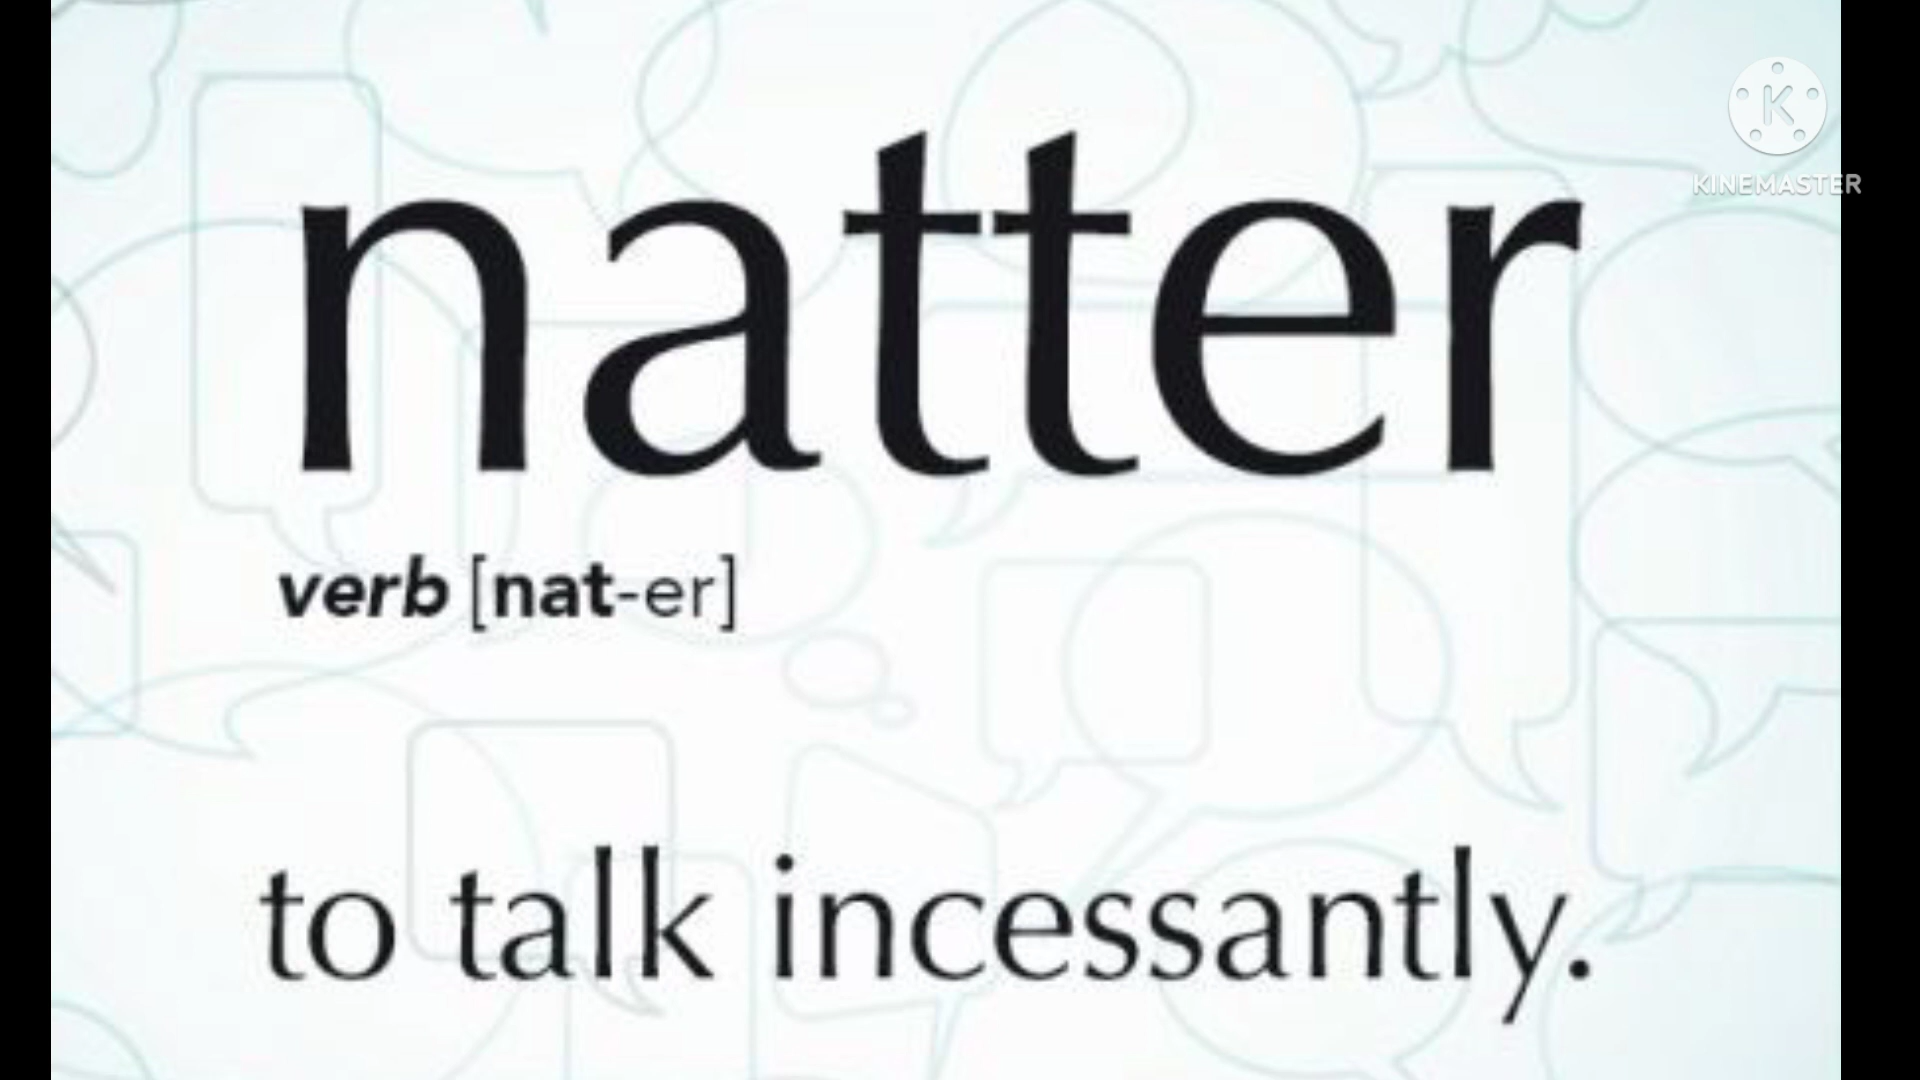 K
KINEMASTER
natter
verb [nat-er]
to talk incessantly.